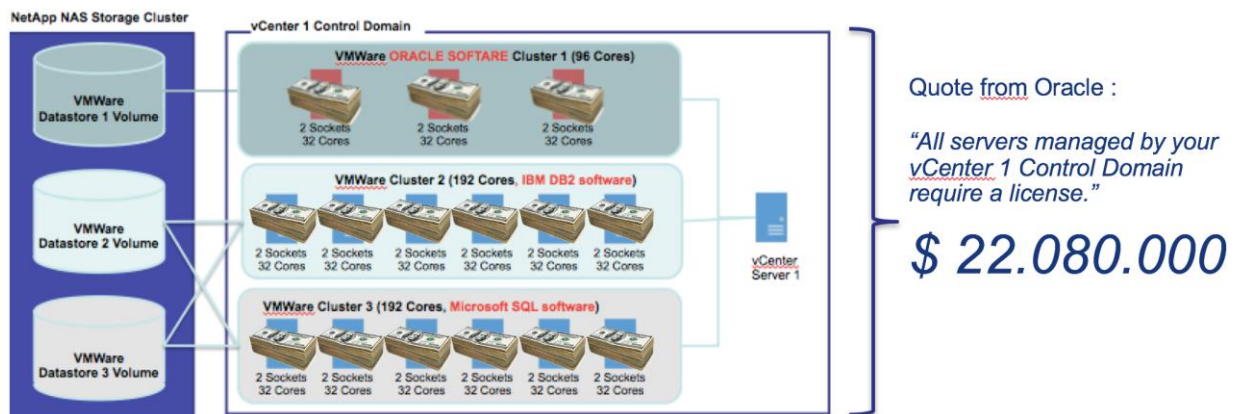 NetApp NAS Storage Cluster
vCenter 1 Control Domain
VMWare
Datastore 1 Volume
VMWare
Datastore 2 Volume
VMWare
Datastore 3 Volume
VMWare ORACLE SOFTARE Cluster 1 (96 Cores)
2 Sockets
32 Cores
2 Sockets
32 Cores
2 Sockets
32 Cores
VMWare Cluster 2 (192 Cores, IBM DB2 software)
2 Sockets
32 Cores
2 Sockets
32 Cores
2 Sockets
32 Cores
2 Sockets
32 Cores
2 Sockets
32 Cores
2 Sockets
32 Cores
VMWare Cluster 3 (192 Cores, Microsoft SQL software)
2 Sockets
32 Cores
2 Sockets
32 Cores
2 Sockets
32 Cores
2 Sockets
32 Cores
2 Sockets
32 Cores
2 Sockets
32 Cores
vCenter
Server 1
Quote from Oracle :
“All servers managed by your
vCenter 1 Control Domain
require a license.”
$ 22.080.000